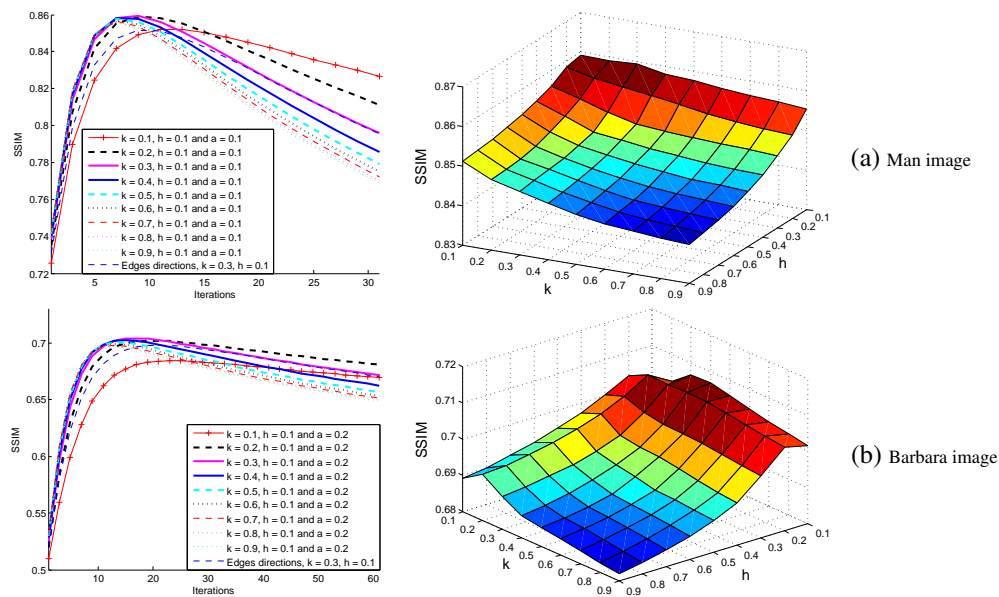 0.86
0.84
0.82
0.8
0.78
0.76
0.74
0.72
SSIM
5
10
15
20
25
30
Iterations
k = 0.1, h = 0.1 and a = 0.1
k = 0.2, h = 0.1 and a = 0.1
k = 0.3, h = 0.1 and a = 0.1
k = 0.4, h = 0.1 and a = 0.1
k = 0.5, h = 0.1 and a = 0.1
k = 0.6, h = 0.1 and a = 0.1
k = 0.7, h = 0.1 and a = 0.1
k = 0.8, h = 0.1 and a = 0.1
k = 0.9, h = 0.1 and a = 0.1
Edges directions, k = 0.3, h = 0.1
0.87
0.86
0.85
0.84
0.83
SSIM
0.1
0.2
0.3
0.4
0.5
0.6
0.7
0.8
0.9
k
0.1
0.2
0.3
0.4
0.5
0.6
0.7
0.8
0.9
h
(a) Man image
0.7
0.65
0.6
0.55
0.5
SSIM
10
20
30
40
50
60
Iterations
k = 0.1, h = 0.1 and a = 0.2
k = 0.2, h = 0.1 and a = 0.2
k = 0.3, h = 0.1 and a = 0.2
k = 0.4, h = 0.1 and a = 0.2
k = 0.5, h = 0.1 and a = 0.2
k = 0.6, h = 0.1 and a = 0.2
k = 0.7, h = 0.1 and a = 0.2
k = 0.8, h = 0.1 and a = 0.2
k = 0.9, h = 0.1 and a = 0.2
Edges directions, k = 0.3, h = 0.1
0.72
0.71
0.7
0.69
0.68
SSIM
0.1
0.2
0.3
0.4
0.5
0.6
0.7
0.8
0.9
k
0.1
0.2
0.3
0.4
0.5
0.6
0.7
0.8
0.9
h
(b) Barbara image